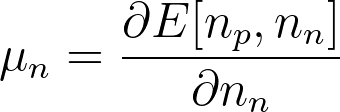 μ_n = ∂E[n_p, n_n] / ∂n_n